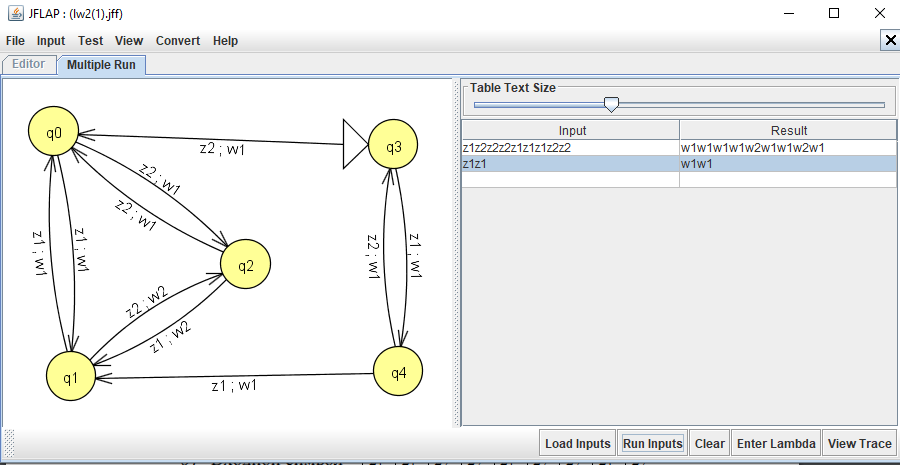 JFLAP : (lw2(1).jff)
File Input Test View Convert Help
Editor Multiple Run
Table Text Size
Input Result
z1z2z2z2z1z1z1z2z2 w1w1w1w1w2w1w1w2w1
z1z1 w1w1
q0
z2 ; w1
q3
z2 ; w1
z2 ; w1
z1 ; w1
z1 ; w1
z2 ; w1
z1 ; w1
q2
z2 ; w2
z1 ; w2
q1
z1 ; w1
q4
Load Inputs Run Inputs Clear Enter Lambda View Trace